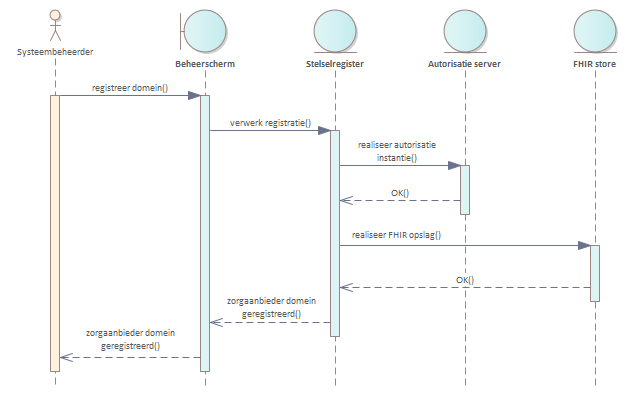 Systeembeheerder
Beheerscherm
Stelselregister
Autorisatie server
FHIR store
registreer domein()
verwerk registratie()
realiseer autorisatie
instantie()
OK()
realiseer FHIR opslag()
OK()
zorgaanbieder domein
geregistreerd()
zorgaanbieder domein
geregistreerd()